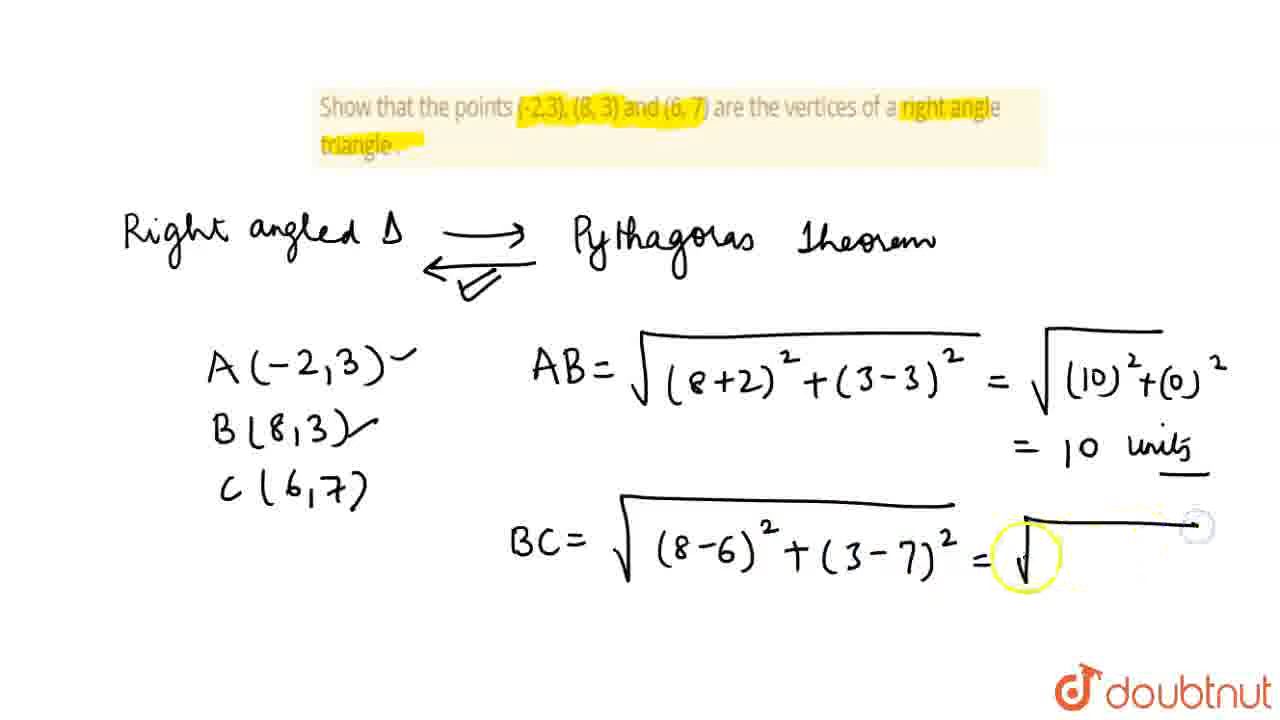 Show that the points (-2,3), (8, 3) and (6, 7) are the vertices of a right angle
triangle .
Right angled Δ → Pythagoras Theorem
← ✓
A(-2,3) ✓
B(8,3) ✓
C(6,7)
AB = √((8+2)² + (3-3)²) = √((10)² + (0)²)
= 10 units
BC = √((8-6)² + (3-7)²) = √
doubtnut